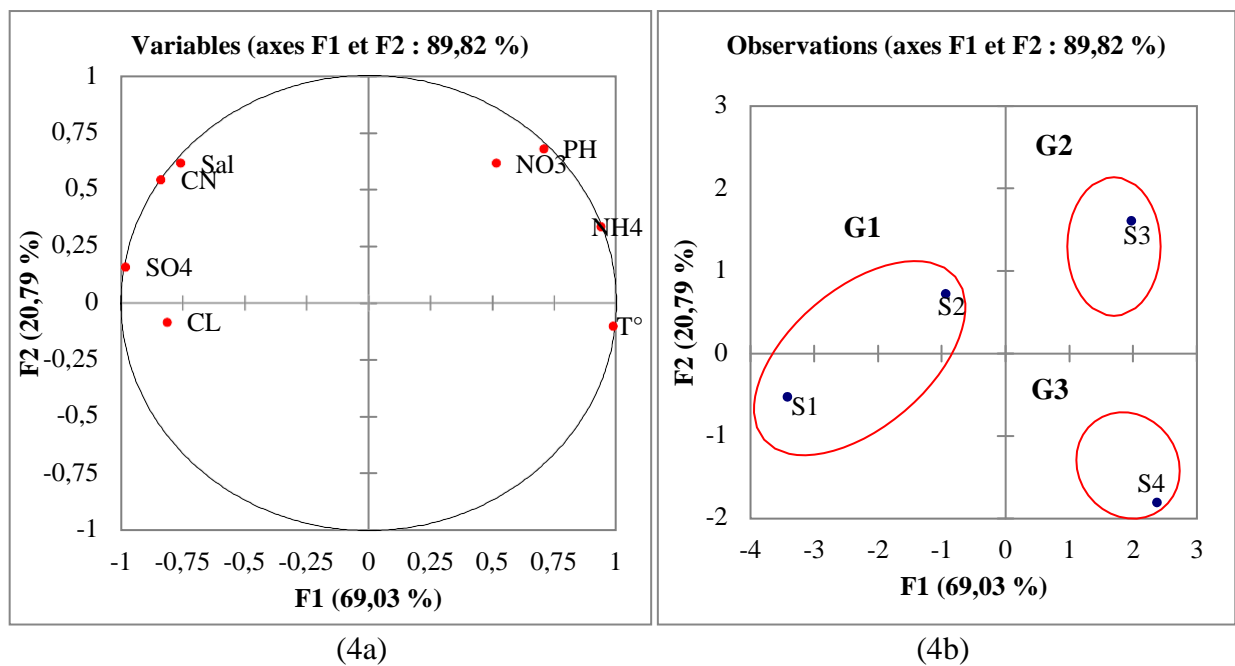 Variables (axes F1 et F2 : 89,82 %)
1
0,75
0,5
0,25
0
-0,25
-0,5
-0,75
-1
F2 (20,79 %)
Sal
CN
PH
NO3
NH4
SO4
CL
T°
-1 -0,75 -0,5 -0,25 0 0,25 0,5 0,75 1
F1 (69,03 %)
(4a)
Observations (axes F1 et F2 : 89,82 %)
3
2
1
0
-1
-2
F2 (20,79 %)
G2
G1
S3
S2
G3
S1
S4
-4 -3 -2 -1 0 1 2 3
F1 (69,03 %)
(4b)